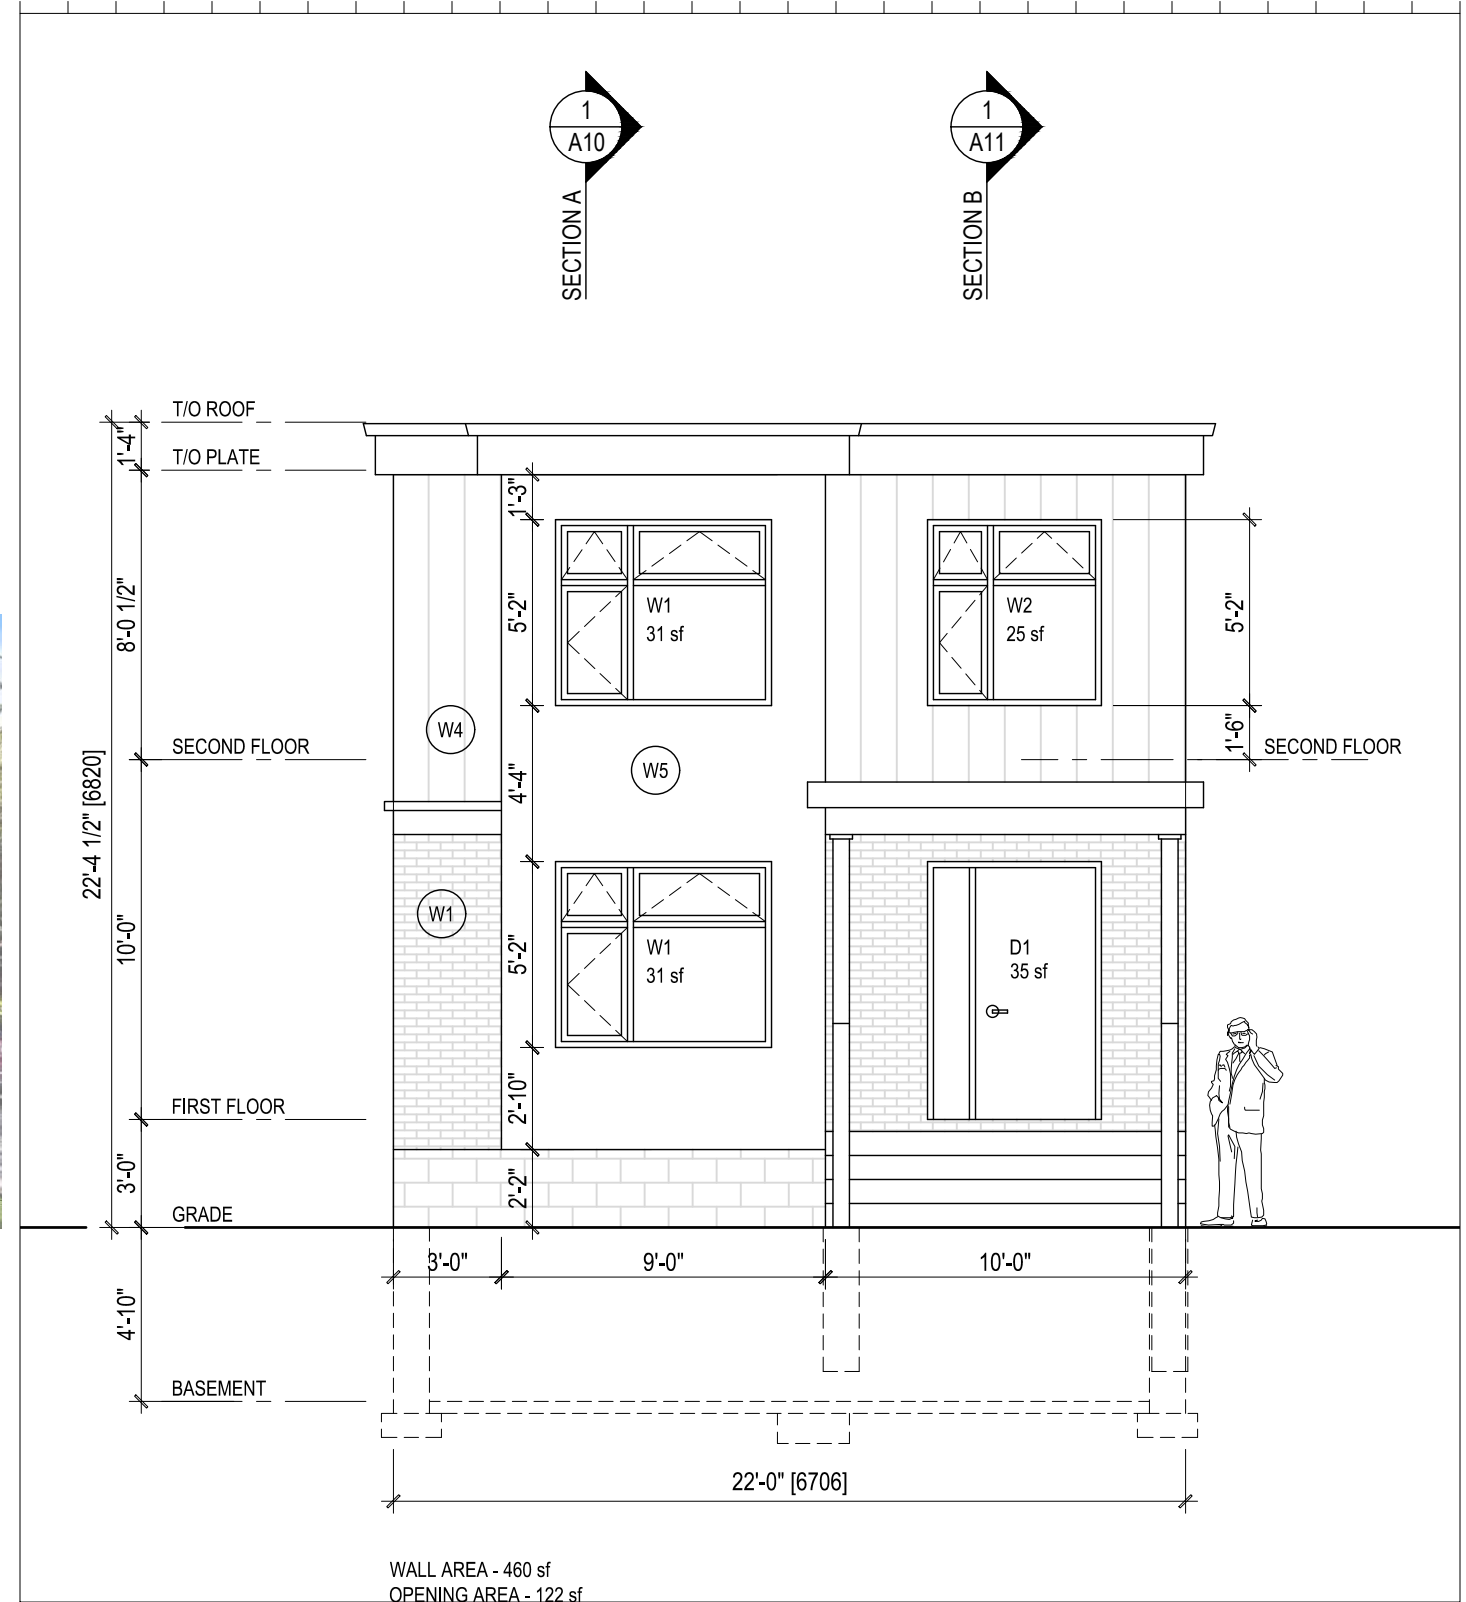 1
A10
SECTION A
1
A11
SECTION B
T/O ROOF
T/O PLATE
SECOND FLOOR
FIRST FLOOR
GRADE
BASEMENT
22'-4 1/2" [6820]
1'-4"
8'-0 1/2"
10'-0"
3'-0"
4'-10"
1'-3"
5'-2"
4'-4"
5'-2"
2'-10"
2'-2"
W1
31 sf
W2
25 sf
W4
W5
W1
W1
31 sf
D1
35 sf
5'-2"
1'-6"
SECOND FLOOR
3'-0"
9'-0"
10'-0"
22'-0" [6706]
WALL AREA - 460 sf
OPENING AREA - 122 sf